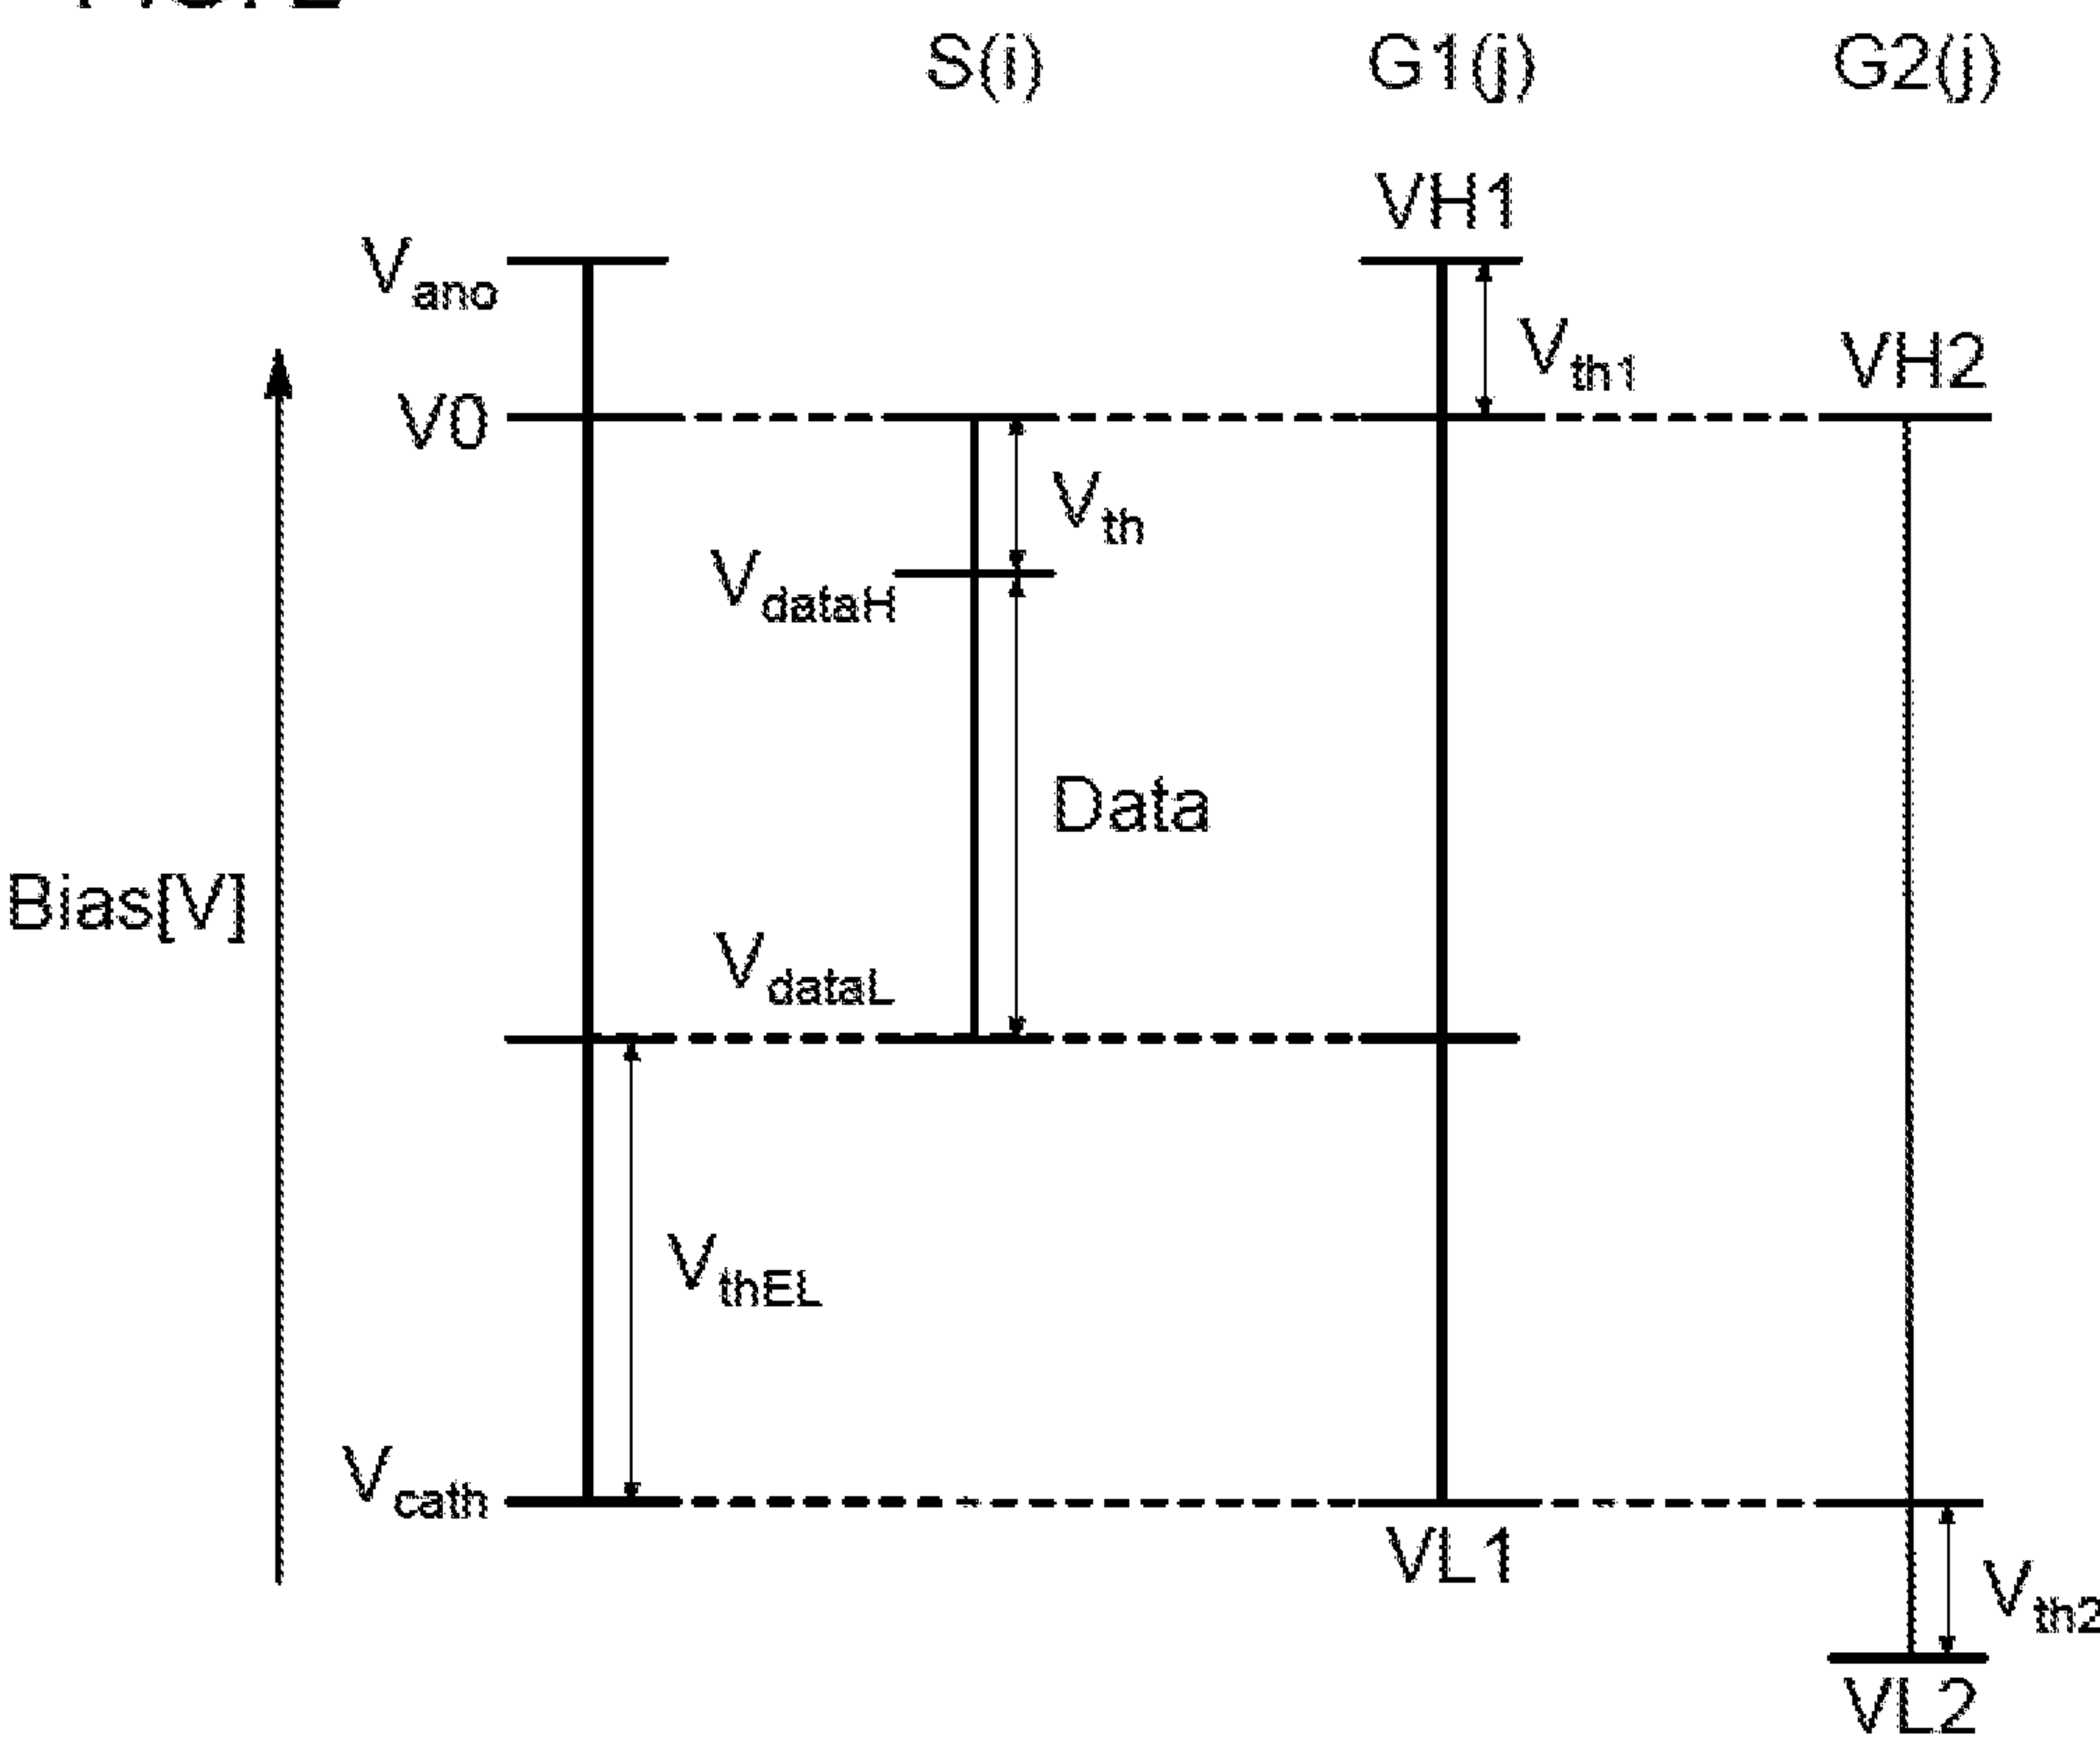 S(i) G1(j) G2(j)
VH1
Vano
Vth1
VH2
V0
Vth
VdataH
Data
Bias[V]
VdataL
VthEL
Vcath
VL1
Vth2
VL2